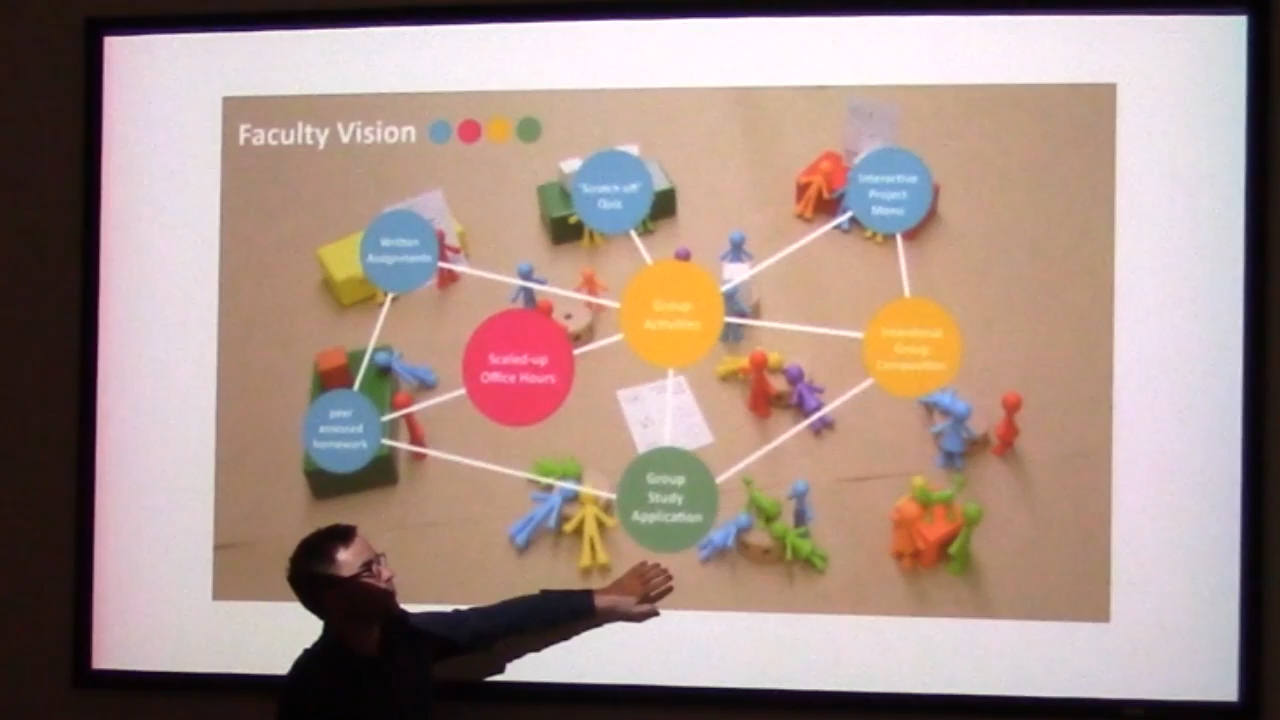 Faculty Vision
"Scratch off"
Quiz
Interactive
Project
Menu
Written
Assignments
Group
Activities
Intentional
Group
Composition
Scaled-up
Office Hours
peer
assessed
homework
Group
Study
Application